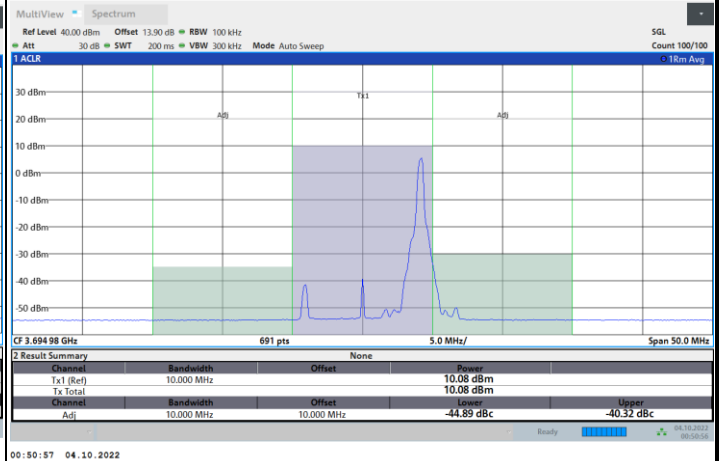 MultiView Spectrum
Ref Level 40.00 dBm Offset 13.90 dB RBW 100 kHz SGL
Att 30 dB SWT 200 ms VBW 300 kHz Mode Auto Sweep Count 100/100
1 ACLR 1Rm Avg
30 dBm
Tx1
20 dBm
Adj Adj
10 dBm
0 dBm
-10 dBm
-20 dBm
-30 dBm
-40 dBm
-50 dBm
CF 3.694 98 GHz 691 pts 5.0 MHz/ Span 50.0 MHz
2 Result Summary None
Channel Bandwidth Offset Power
Tx1 (Ref) 10.000 MHz 10.08 dBm
Tx Total 10.08 dBm
Channel Bandwidth Offset Lower Upper
Adj 10.000 MHz 10.000 MHz -44.89 dBc -40.32 dBc
Ready 04.10.2022
00:50:56
00:50:57 04.10.2022